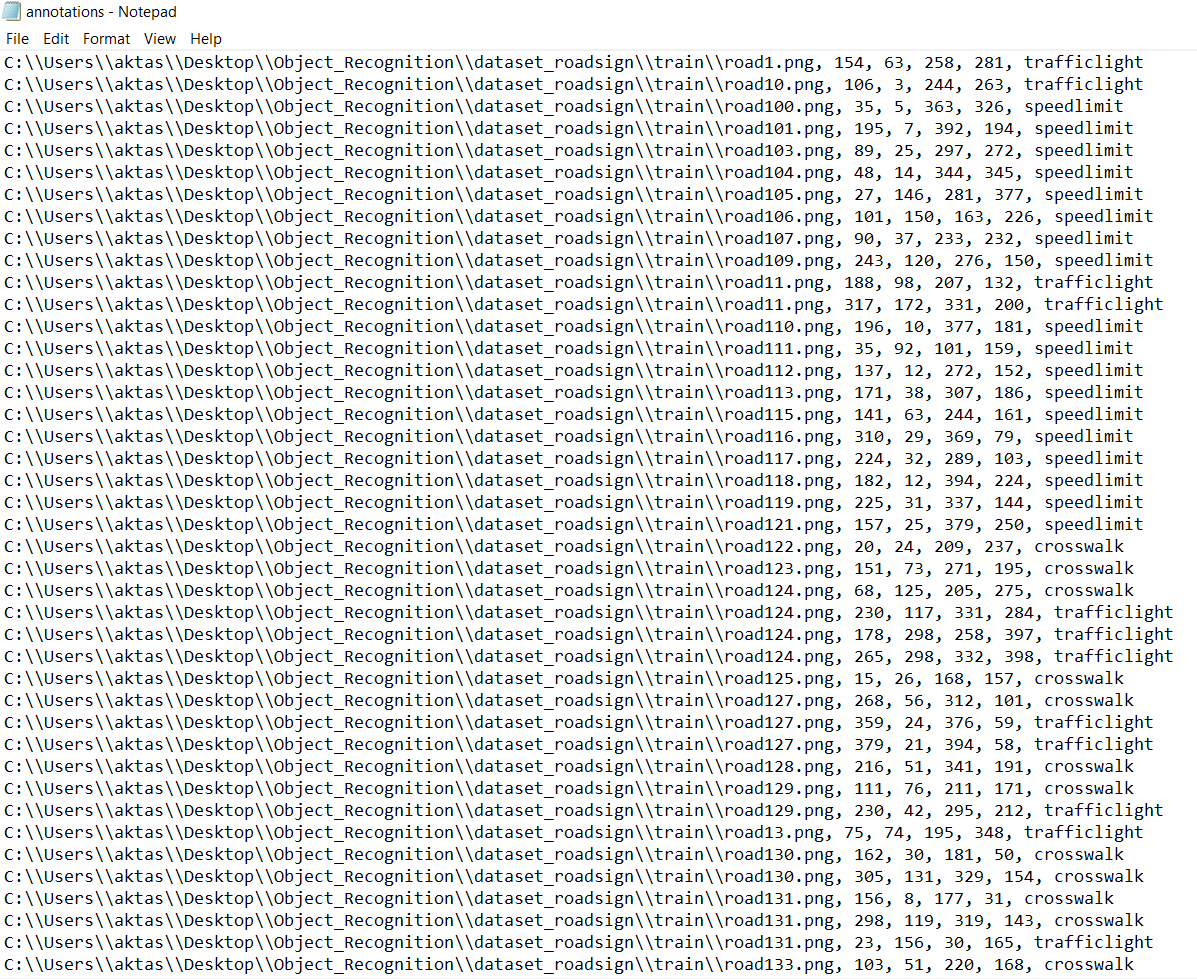 annotations - Notepad
File Edit Format View Help
C:\\Users\\aktas\\Desktop\\Object_Recognition\\dataset_roadsign\\train\\road1.png, 154, 63, 258, 281, trafficlight
C:\\Users\\aktas\\Desktop\\Object_Recognition\\dataset_roadsign\\train\\road10.png, 106, 3, 244, 263, trafficlight
C:\\Users\\aktas\\Desktop\\Object_Recognition\\dataset_roadsign\\train\\road100.png, 35, 5, 363, 326, speedlimit
C:\\Users\\aktas\\Desktop\\Object_Recognition\\dataset_roadsign\\train\\road101.png, 195, 7, 392, 194, speedlimit
C:\\Users\\aktas\\Desktop\\Object_Recognition\\dataset_roadsign\\train\\road103.png, 89, 25, 297, 272, speedlimit
C:\\Users\\aktas\\Desktop\\Object_Recognition\\dataset_roadsign\\train\\road104.png, 48, 14, 344, 345, speedlimit
C:\\Users\\aktas\\Desktop\\Object_Recognition\\dataset_roadsign\\train\\road105.png, 27, 146, 281, 377, speedlimit
C:\\Users\\aktas\\Desktop\\Object_Recognition\\dataset_roadsign\\train\\road106.png, 101, 150, 163, 226, speedlimit
C:\\Users\\aktas\\Desktop\\Object_Recognition\\dataset_roadsign\\train\\road107.png, 90, 37, 233, 232, speedlimit
C:\\Users\\aktas\\Desktop\\Object_Recognition\\dataset_roadsign\\train\\road109.png, 243, 120, 276, 150, speedlimit
C:\\Users\\aktas\\Desktop\\Object_Recognition\\dataset_roadsign\\train\\road11.png, 188, 98, 207, 132, trafficlight
C:\\Users\\aktas\\Desktop\\Object_Recognition\\dataset_roadsign\\train\\road11.png, 317, 172, 331, 200, trafficlight
C:\\Users\\aktas\\Desktop\\Object_Recognition\\dataset_roadsign\\train\\road110.png, 196, 10, 377, 181, speedlimit
C:\\Users\\aktas\\Desktop\\Object_Recognition\\dataset_roadsign\\train\\road111.png, 35, 92, 101, 159, speedlimit
C:\\Users\\aktas\\Desktop\\Object_Recognition\\dataset_roadsign\\train\\road112.png, 137, 12, 272, 152, speedlimit
C:\\Users\\aktas\\Desktop\\Object_Recognition\\dataset_roadsign\\train\\road113.png, 171, 38, 307, 186, speedlimit
C:\\Users\\aktas\\Desktop\\Object_Recognition\\dataset_roadsign\\train\\road115.png, 141, 63, 244, 161, speedlimit
C:\\Users\\aktas\\Desktop\\Object_Recognition\\dataset_roadsign\\train\\road116.png, 310, 29, 369, 79, speedlimit
C:\\Users\\aktas\\Desktop\\Object_Recognition\\dataset_roadsign\\train\\road117.png, 224, 32, 289, 103, speedlimit
C:\\Users\\aktas\\Desktop\\Object_Recognition\\dataset_roadsign\\train\\road118.png, 182, 12, 394, 224, speedlimit
C:\\Users\\aktas\\Desktop\\Object_Recognition\\dataset_roadsign\\train\\road119.png, 225, 31, 337, 144, speedlimit
C:\\Users\\aktas\\Desktop\\Object_Recognition\\dataset_roadsign\\train\\road121.png, 157, 25, 379, 250, speedlimit
C:\\Users\\aktas\\Desktop\\Object_Recognition\\dataset_roadsign\\train\\road122.png, 20, 24, 209, 237, crosswalk
C:\\Users\\aktas\\Desktop\\Object_Recognition\\dataset_roadsign\\train\\road123.png, 151, 73, 271, 195, crosswalk
C:\\Users\\aktas\\Desktop\\Object_Recognition\\dataset_roadsign\\train\\road124.png, 68, 125, 205, 275, crosswalk
C:\\Users\\aktas\\Desktop\\Object_Recognition\\dataset_roadsign\\train\\road124.png, 230, 117, 331, 284, trafficlight
C:\\Users\\aktas\\Desktop\\Object_Recognition\\dataset_roadsign\\train\\road124.png, 178, 298, 258, 397, trafficlight
C:\\Users\\aktas\\Desktop\\Object_Recognition\\dataset_roadsign\\train\\road124.png, 265, 298, 332, 398, trafficlight
C:\\Users\\aktas\\Desktop\\Object_Recognition\\dataset_roadsign\\train\\road125.png, 15, 26, 168, 157, crosswalk
C:\\Users\\aktas\\Desktop\\Object_Recognition\\dataset_roadsign\\train\\road127.png, 268, 56, 312, 101, crosswalk
C:\\Users\\aktas\\Desktop\\Object_Recognition\\dataset_roadsign\\train\\road127.png, 359, 24, 376, 59, trafficlight
C:\\Users\\aktas\\Desktop\\Object_Recognition\\dataset_roadsign\\train\\road127.png, 379, 21, 394, 58, trafficlight
C:\\Users\\aktas\\Desktop\\Object_Recognition\\dataset_roadsign\\train\\road128.png, 216, 51, 341, 191, crosswalk
C:\\Users\\aktas\\Desktop\\Object_Recognition\\dataset_roadsign\\train\\road129.png, 111, 76, 211, 171, crosswalk
C:\\Users\\aktas\\Desktop\\Object_Recognition\\dataset_roadsign\\train\\road129.png, 230, 42, 295, 212, trafficlight
C:\\Users\\aktas\\Desktop\\Object_Recognition\\dataset_roadsign\\train\\road13.png, 75, 74, 195, 348, trafficlight
C:\\Users\\aktas\\Desktop\\Object_Recognition\\dataset_roadsign\\train\\road130.png, 162, 30, 181, 50, crosswalk
C:\\Users\\aktas\\Desktop\\Object_Recognition\\dataset_roadsign\\train\\road130.png, 305, 131, 329, 154, crosswalk
C:\\Users\\aktas\\Desktop\\Object_Recognition\\dataset_roadsign\\train\\road131.png, 156, 8, 177, 31, crosswalk
C:\\Users\\aktas\\Desktop\\Object_Recognition\\dataset_roadsign\\train\\road131.png, 298, 119, 319, 143, crosswalk
C:\\Users\\aktas\\Desktop\\Object_Recognition\\dataset_roadsign\\train\\road131.png, 23, 156, 30, 165, trafficlight
C:\\Users\\aktas\\Desktop\\Object_Recognition\\dataset_roadsign\\train\\road133.png, 103, 51, 220, 168, crosswalk